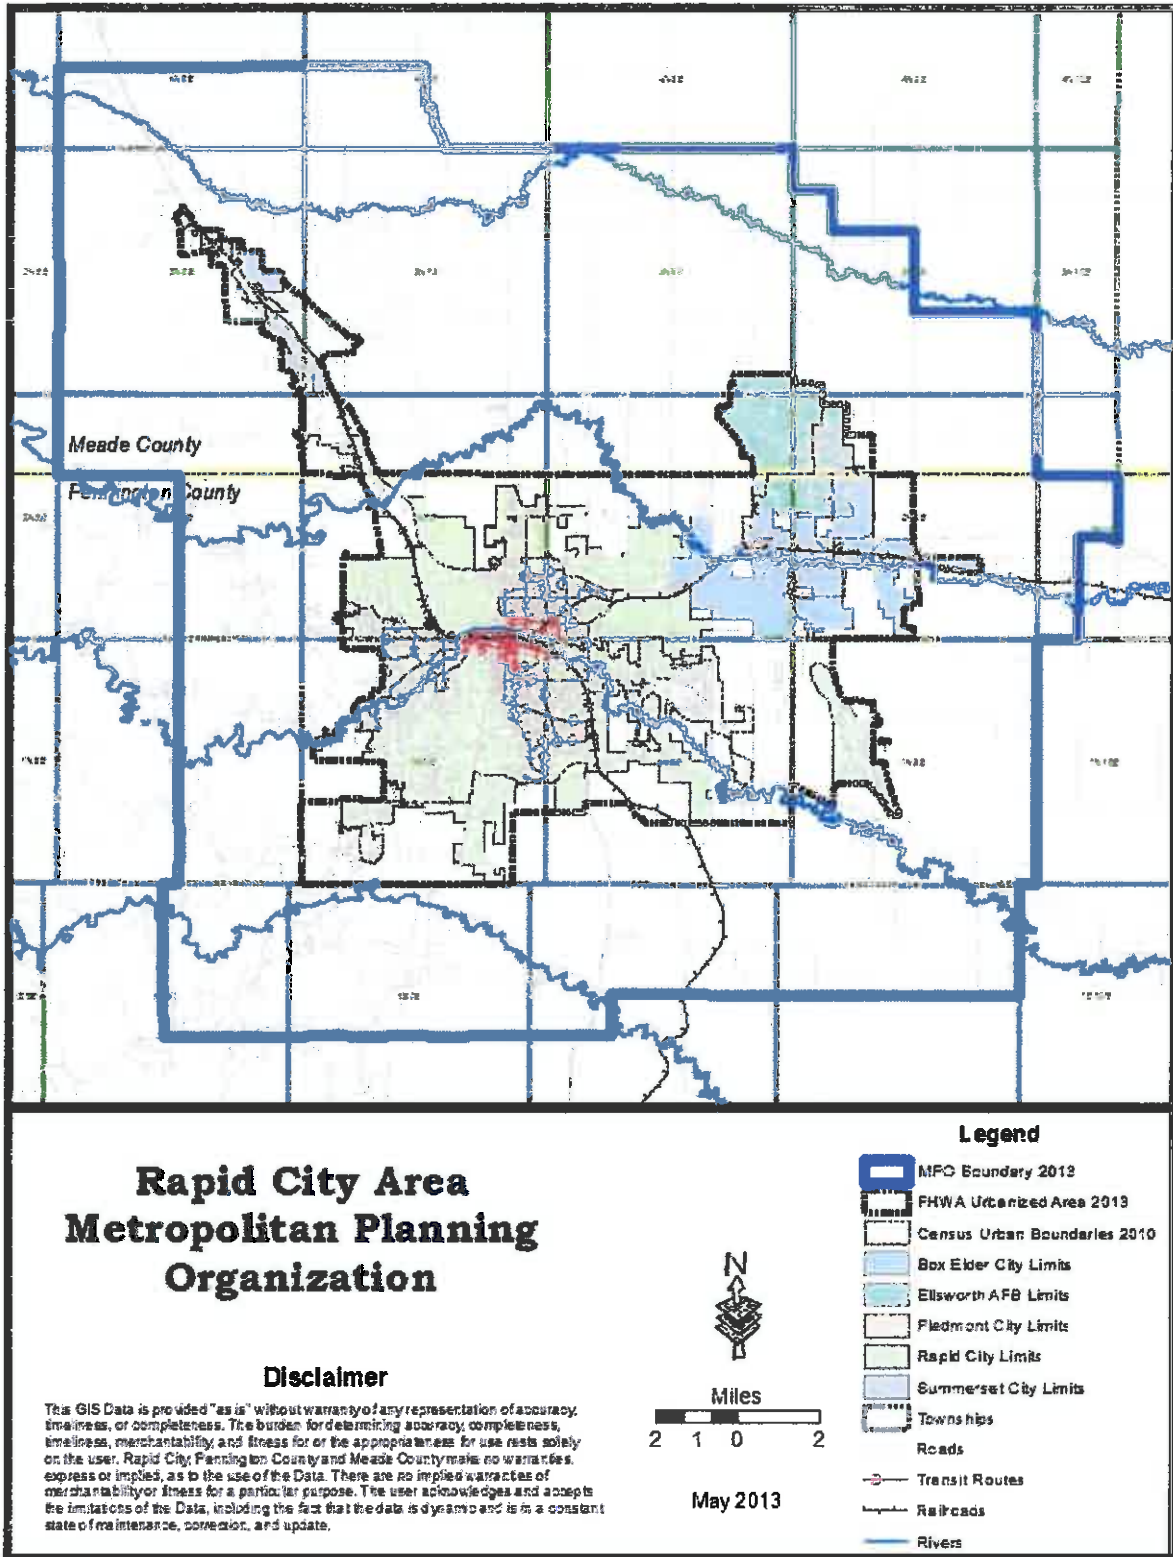 Meade County
Pennington County
Rapid City Area
Metropolitan Planning
Organization
Disclaimer
This GIS Data is provided "as is" without warranty of any representation of accuracy,
timeliness, or completeness. The burden for determining accuracy, completeness,
timeliness, merchantability, and fitness for or the appropriateness for use rests solely
on the user. Rapid City, Pennington County and Meade County make no warranties,
express or implied, as to the use of the Data. There are no implied warranties of
merchantability or fitness for a particular purpose. The user acknowledges and accepts
the limitations of the Data, including the fact that the data is dynamic and is in a constant
state of maintenance, correction, and update.
N
Miles
2 1 0 2
May 2013
Legend
MPO Boundary 2013
FHWA Urbanized Area 2013
Census Urban Boundaries 2010
Box Elder City Limits
Ellsworth AFB Limits
Piedmont City Limits
Rapid City Limits
Summerset City Limits
Townships
Roads
Transit Routes
Railroads
Rivers